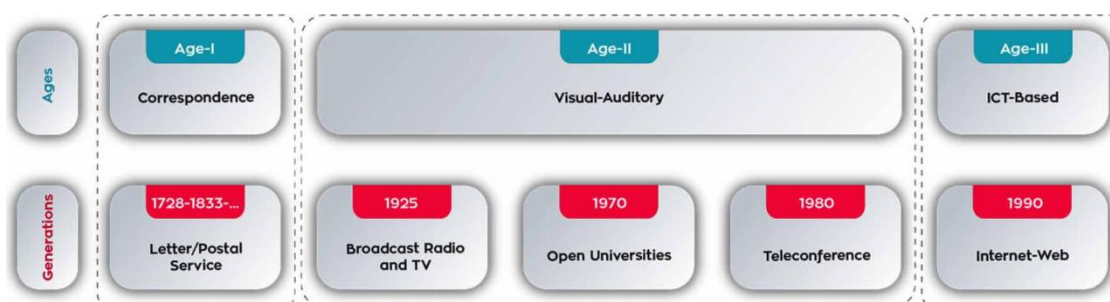 Ages
Age-I
Correspondence
Age-II
Visual-Auditory
Age-III
ICT-Based
Generations
1728-1833-...
Letter/Postal
Service
1925
Broadcast Radio
and TV
1970
Open Universities
1980
Teleconference
1990
Internet-Web